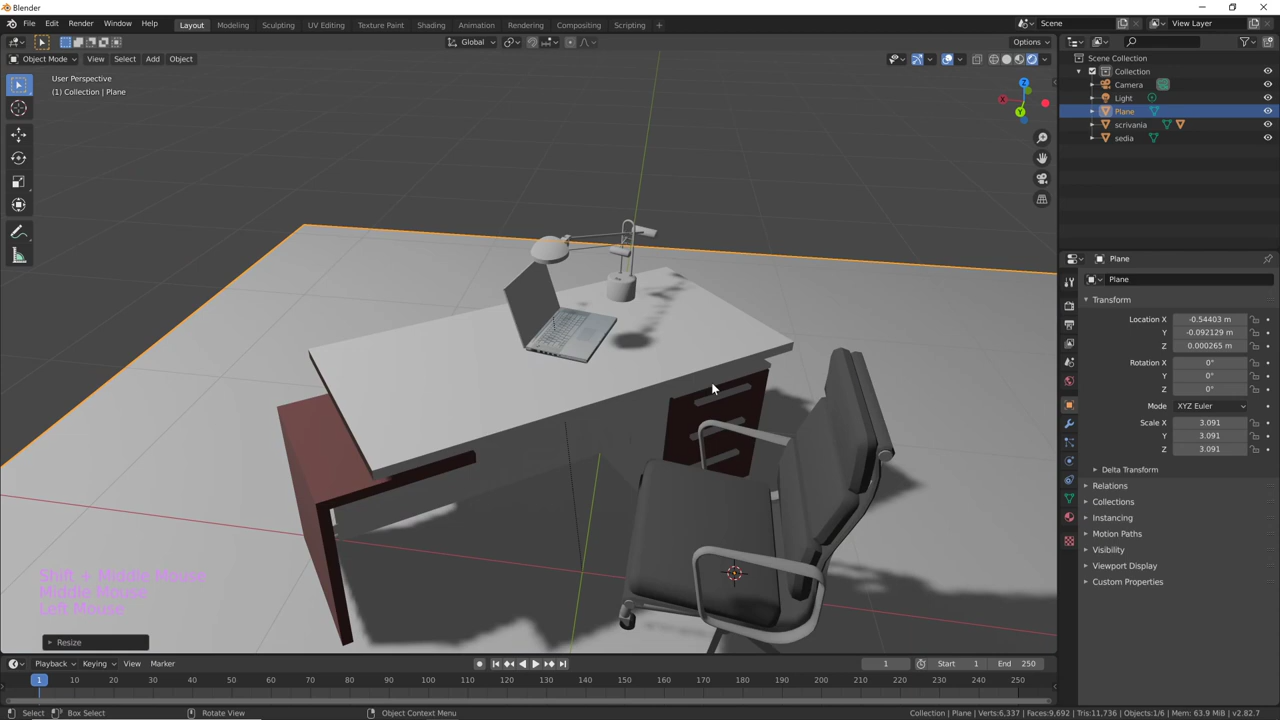 Blender
File Edit Render Window Help Layout Modeling Sculpting UV Editing Texture Paint Shading Animation Rendering Compositing Scripting + Scene View Layer
Global Options
Object Mode View Select Add Object
User Perspective
(1) Collection | Plane
Z
X
Y
Scene Collection
Collection
Camera
Light
Plane
scrivania
sedia
Plane
Plane
Transform
Location X -0.54403 m
Y -0.092129 m
Z 0.000265 m
Rotation X 0°
Y 0°
Z 0°
Mode XYZ Euler
Scale X 3.091
Y 3.091
Z 3.091
Delta Transform
Relations
Collections
Instancing
Motion Paths
Visibility
Viewport Display
Custom Properties
Shift + Middle Mouse
Middle Mouse
Left Mouse
Resize
Playback Keying View Marker 1 Start 1 End 250
1 10 20 30 40 50 60 70 80 90 100 110 120 130 140 150 160 170 180 190 200 210 220 230 240 250
Select Box Select Rotate View Object Context Menu Collection | Plane | Verts:6,337 | Faces:9,692 | Tris:11,736 | Objects:1/6 | Mem: 63.9 MiB | v2.82.7